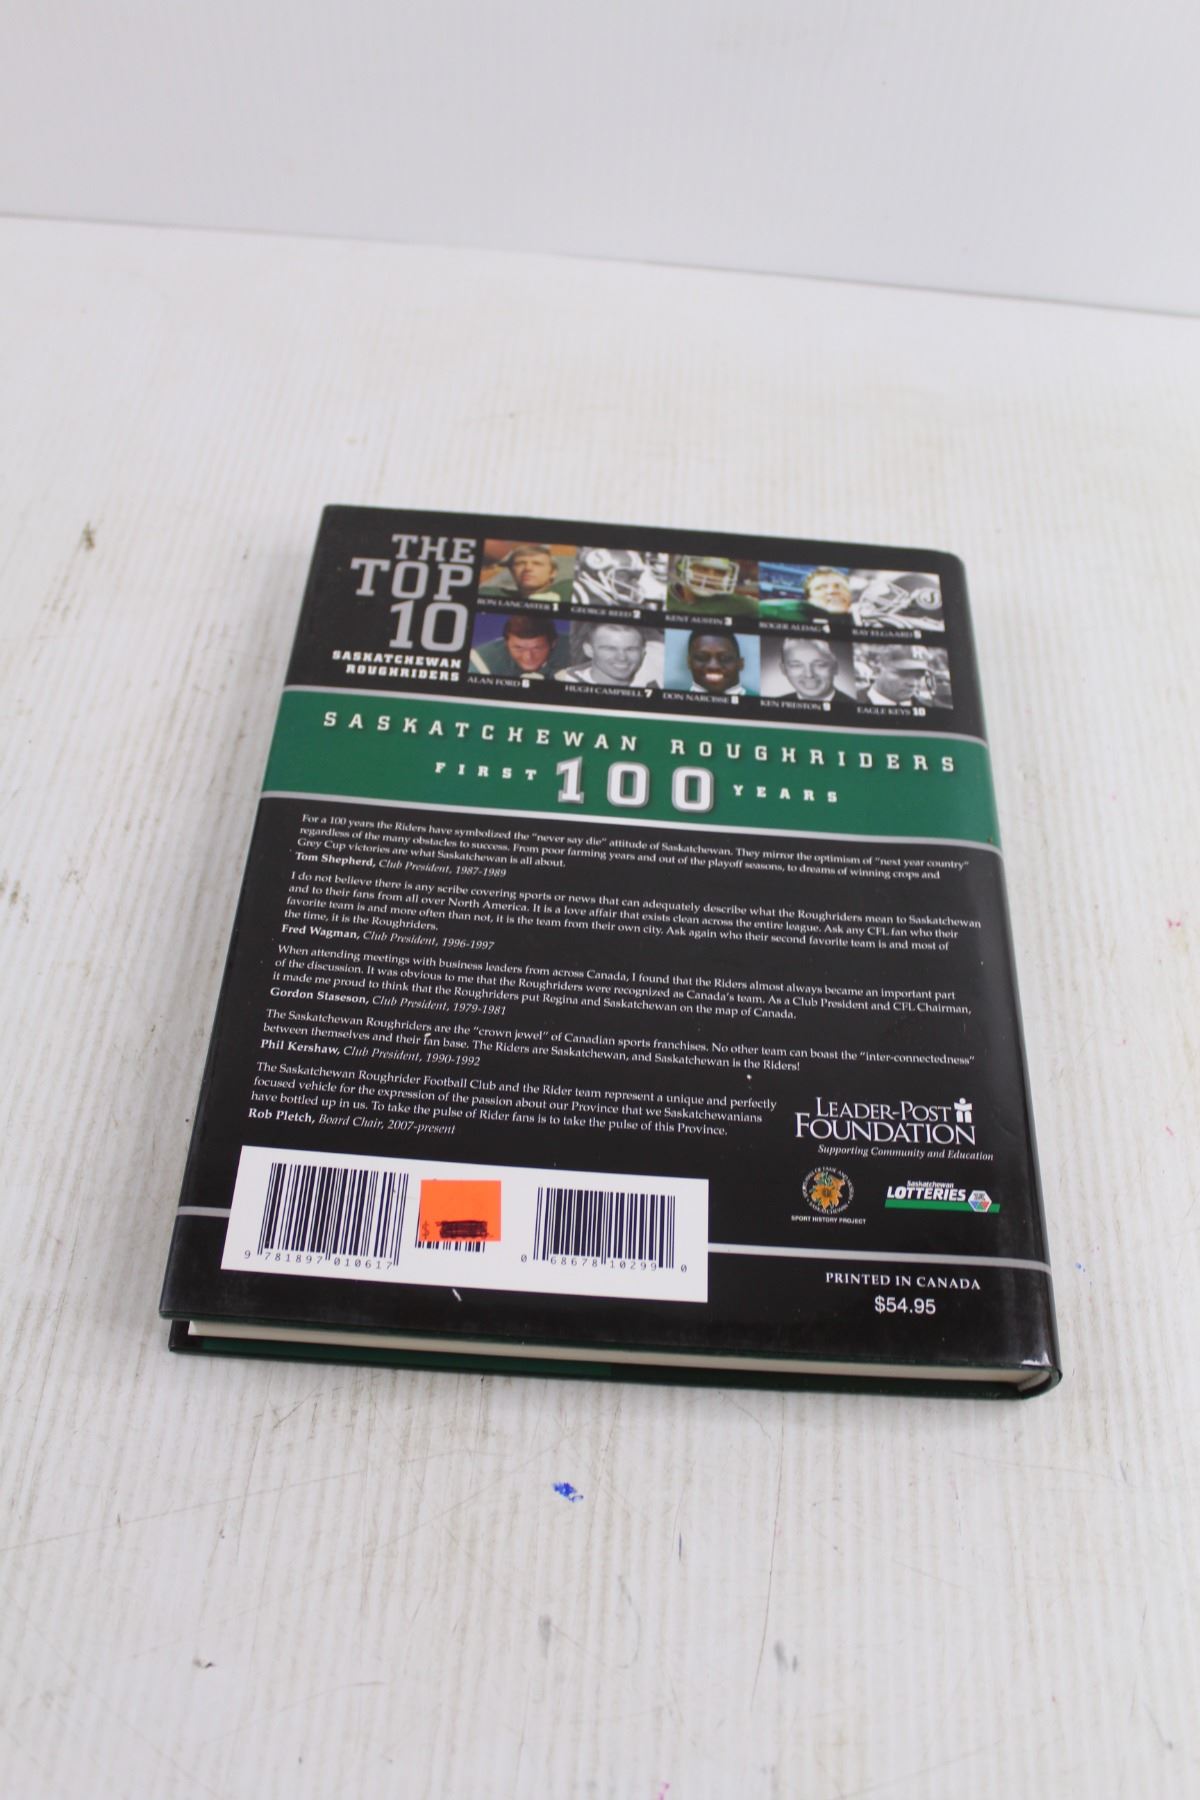 THE
TOP
10
SASKATCHEWAN
ROUGHRIDERS
RON LANCASTER 1 GEORGE REED 2 KENT AUSTIN 3 ROGER ALDAG 4 RAY ELGAARD 5
ALAN FORD 6 HUGH CAMPBELL 7 DON NARCISSE 8 KEN PRESTON 9 EAGLE KEYS 10
SASKATCHEWAN ROUGHRIDERS
FIRST 100 YEARS
For a 100 years the Riders have symbolized the "never say die" attitude of Saskatchewan. They mirror the optimism of "next year country"
regardless of the many obstacles to success. From poor farming years and out of the playoff seasons, to dreams of winning crops and
Grey Cup victories are what Saskatchewan is all about.
Tom Shepherd, Club President, 1987-1989
I do not believe there is any scribe covering sports or news that can adequately describe what the Roughriders mean to Saskatchewan
and to their fans from all over North America. It is a love affair that exists clean across the entire league. Ask any CFL fan who their
favorite team is and more often than not, it is the team from their own city. Ask again who their second favorite team is and most of
the time, it is the Roughriders.
Fred Wagman, Club President, 1996-1997
When attending meetings with business leaders from across Canada, I found that the Riders almost always became an important part
of the discussion. It was obvious to me that the Roughriders were recognized as Canada's team. As a Club President and CFL Chairman,
it made me proud to think that the Roughriders put Regina and Saskatchewan on the map of Canada.
Gordon Staseson, Club President, 1979-1981
The Saskatchewan Roughriders are the "crown jewel" of Canadian sports franchises. No other team can boast the "inter-connectedness"
between themselves and their fan base. The Riders are Saskatchewan, and Saskatchewan is the Riders!
Phil Kershaw, Club President, 1990-1992
The Saskatchewan Roughrider Football Club and the Rider team represent a unique and perfectly
focused vehicle for the expression of the passion about our Province that we Saskatchewanians
have bottled up in us. To take the pulse of Rider fans is to take the pulse of this Province.
Rob Pletch, Board Chair, 2007-present
LEADER-POST
FOUNDATION
Supporting Community and Education
SPORT HISTORY PROJECT
Saskatchewan
LOTTERIES
$
9 781897 010617
0 68678 10299 0
PRINTED IN CANADA
$54.95